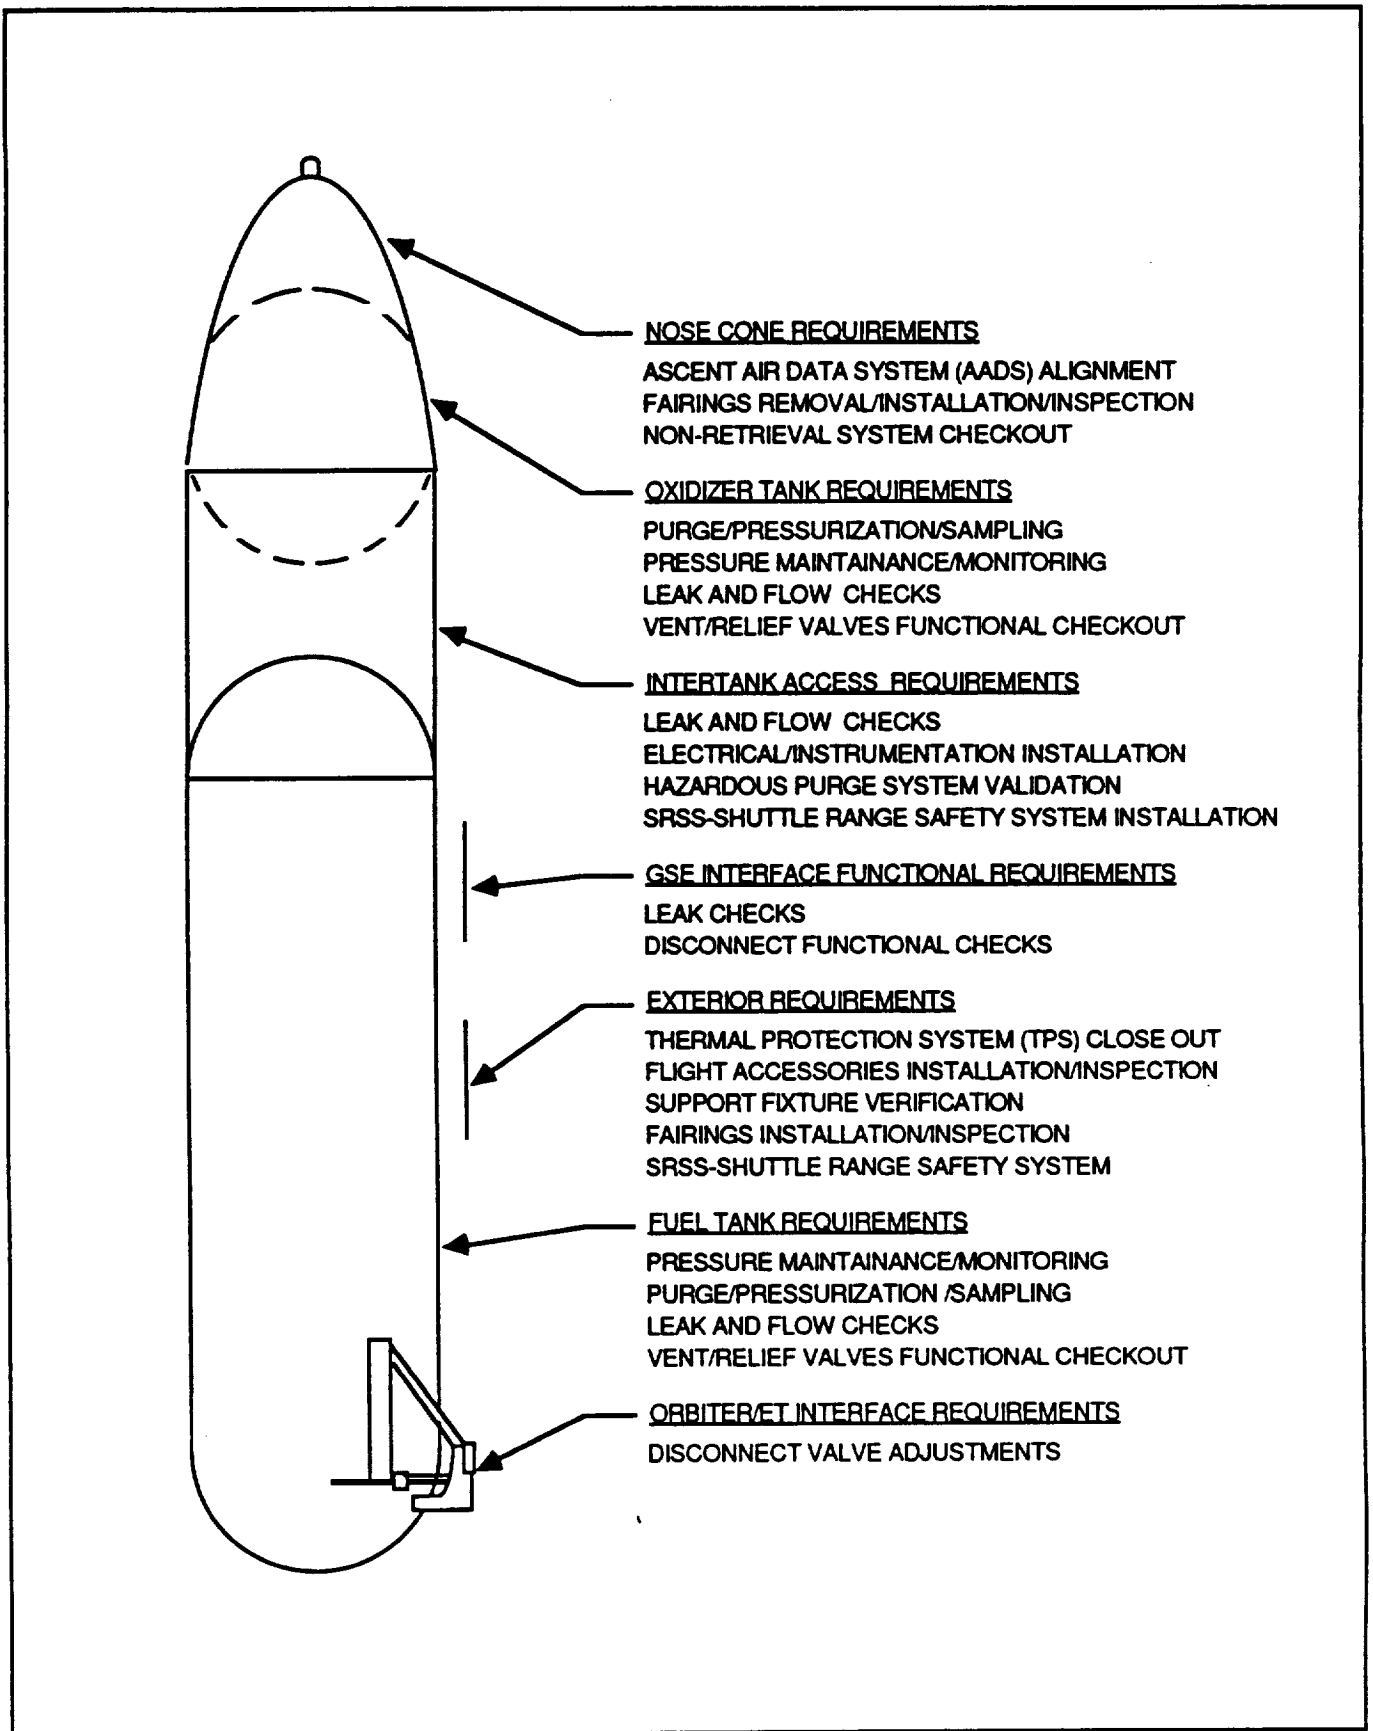 NOSE CONE REQUIREMENTS
ASCENT AIR DATA SYSTEM (AADS) ALIGNMENT
FAIRINGS REMOVAL/INSTALLATION/INSPECTION
NON-RETRIEVAL SYSTEM CHECKOUT
OXIDIZER TANK REQUIREMENTS
PURGE/PRESSURIZATION/SAMPLING
PRESSURE MAINTAINANCE/MONITORING
LEAK AND FLOW CHECKS
VENT/RELIEF VALVES FUNCTIONAL CHECKOUT
INTERTANK ACCESS REQUIREMENTS
LEAK AND FLOW CHECKS
ELECTRICAL/INSTRUMENTATION INSTALLATION
HAZARDOUS PURGE SYSTEM VALIDATION
SRSS-SHUTTLE RANGE SAFETY SYSTEM INSTALLATION
GSE INTERFACE FUNCTIONAL REQUIREMENTS
LEAK CHECKS
DISCONNECT FUNCTIONAL CHECKS
EXTERIOR REQUIREMENTS
THERMAL PROTECTION SYSTEM (TPS) CLOSE OUT
FLIGHT ACCESSORIES INSTALLATION/INSPECTION
SUPPORT FIXTURE VERIFICATION
FAIRINGS INSTALLATION/INSPECTION
SRSS-SHUTTLE RANGE SAFETY SYSTEM
FUEL TANK REQUIREMENTS
PRESSURE MAINTAINANCE/MONITORING
PURGE/PRESSURIZATION /SAMPLING
LEAK AND FLOW CHECKS
VENT/RELIEF VALVES FUNCTIONAL CHECKOUT
ORBITER/ET INTERFACE REQUIREMENTS
DISCONNECT VALVE ADJUSTMENTS